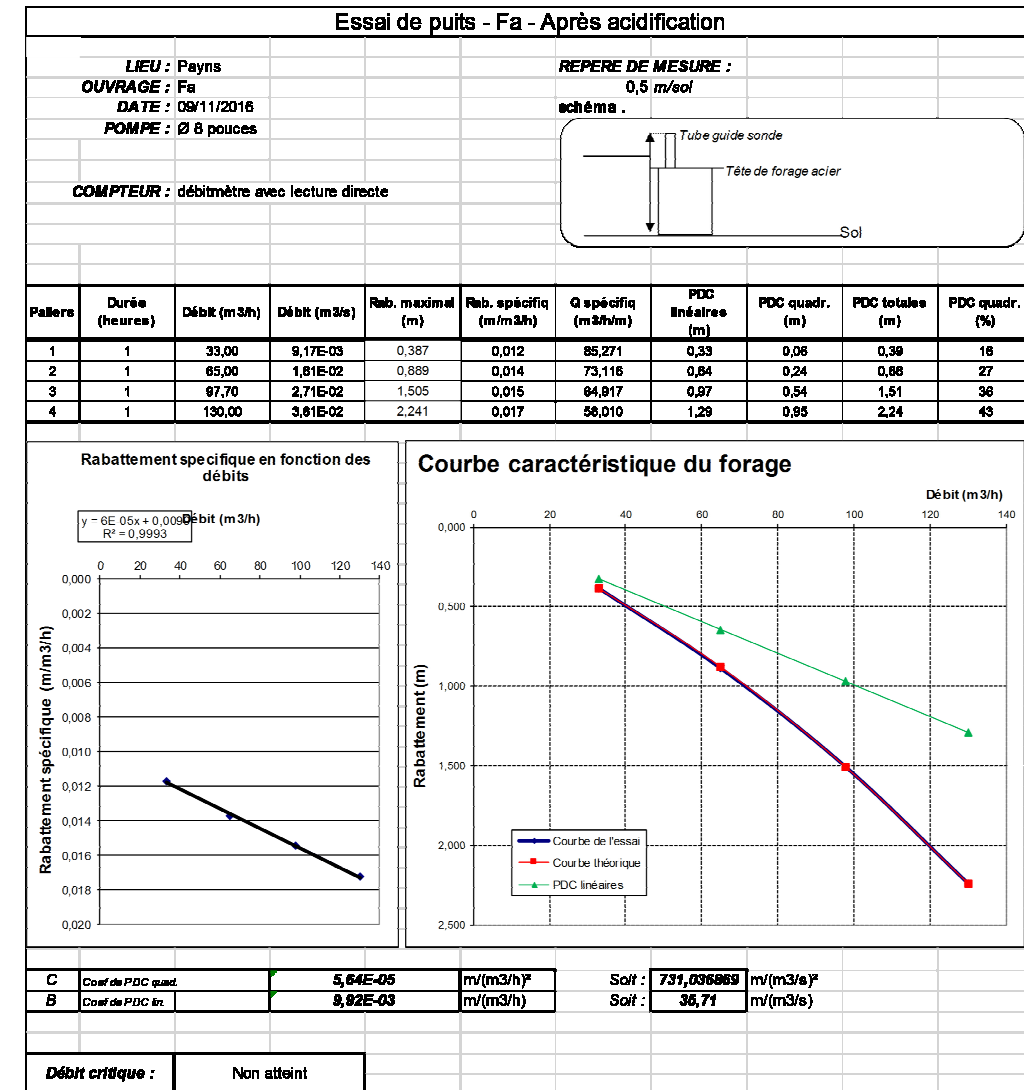 Essai de puits - Fa - Après acidification
LIEU : Payns
REPERE DE MESURE :
OUVRAGE : Fa
0,5 m/sol
DATE : 09/11/2016
schéma .
POMPE : Ø 8 pouces
Tube guide sonde
Tête de forage acier
COMPTEUR : débitmètre avec lecture directe
Sol
Paliers Durée (heures) Débit (m3/h) Débit (m3/s) Rab. maximal (m) Rab. spécifiq (m/m3/h) Q spécifiq (m3/h/m) PDC linéaires (m) PDC quadr. (m) PDC totales (m) PDC quadr. (%)
1 1 33,00 9,17E-03 0,387 0,012 85,271 0,33 0,06 0,39 16
2 1 65,00 1,81E-02 0,889 0,014 73,116 0,64 0,24 0,88 27
3 1 97,70 2,71E-02 1,505 0,015 64,917 0,97 0,54 1,51 36
4 1 130,00 3,61E-02 2,241 0,017 58,010 1,29 0,95 2,24 43
Rabattement specifique en fonction des
débits
y = 6E 05x + 0,009
R² = 0,9993
Débit (m3/h)
0 20 40 60 80 100 120 140
0,000
0,002
0,004
0,006
0,008
0,010
0,012
0,014
0,016
0,018
0,020
Rabattement spécifique (m/m3/h)
Courbe caractéristique du forage
Débit (m3/h)
0 20 40 60 80 100 120 140
0,000
0,500
1,000
1,500
2,000
2,500
Rabattement (m)
Courbe de l'essai
Courbe théorique
PDC linéaires
C Coef de PDC quad. 5,64E-05 m/(m3/h)² Soit : 731,036869 m/(m3/s)²
B Coef de PDC lin. 9,92E-03 m/(m3/h) Soit : 35,71 m/(m3/s)
Débit critique : Non atteint